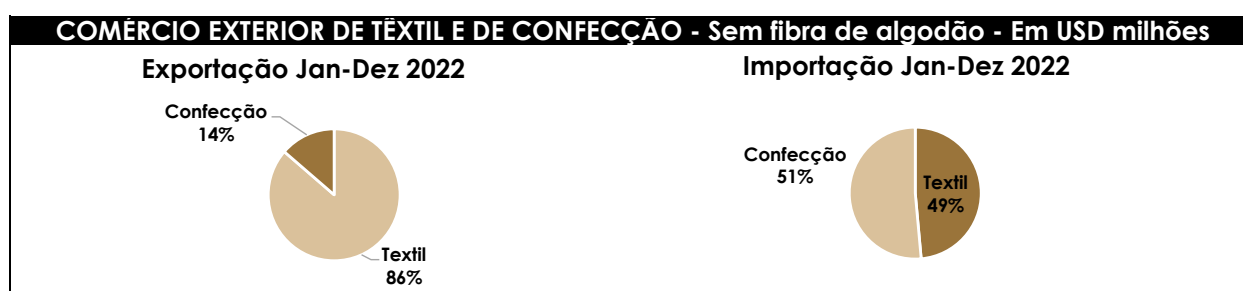 COMÉRCIO EXTERIOR DE TÊXTIL E DE CONFECÇÃO - Sem fibra de algodão - Em USD milhões
Exportação Jan-Dez 2022
Confecção
14%
Textil
86%
Importação Jan-Dez 2022
Confecção
51%
Textil
49%